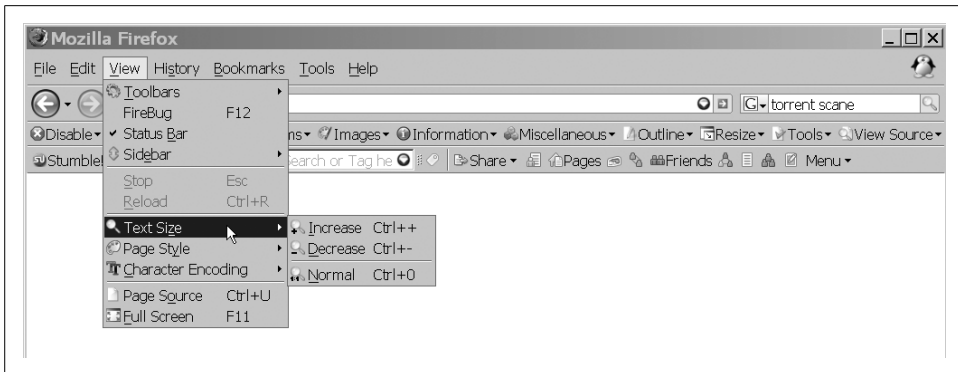 Mozilla Firefox
File Edit View History Bookmarks Tools Help
Toolbars
torrent scane
FireBug F12
Disable Status Bar ns Images Information Miscellaneous Outline Resize Tools View Source
Stumble! Sidebar Search or Tag he Share Pages Friends Menu
Stop Esc
Reload Ctrl+R
Text Size Increase Ctrl++
Page Style Decrease Ctrl+-
Character Encoding Normal Ctrl+0
Page Source Ctrl+U
Full Screen F11